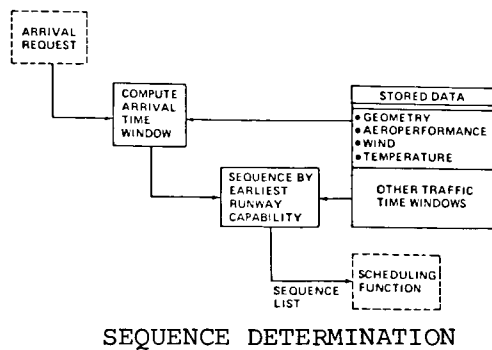 ARRIVAL
REQUEST
COMPUTE
ARRIVAL
TIME
WINDOW
STORED DATA
• GEOMETRY
• AEROPERFORMANCE
• WIND
• TEMPERATURE
OTHER TRAFFIC
TIME WINDOWS
SEQUENCE BY
EARLIEST
RUNWAY
CAPABILITY
SEQUENCE
LIST
SCHEDULING
FUNCTION
SEQUENCE DETERMINATION